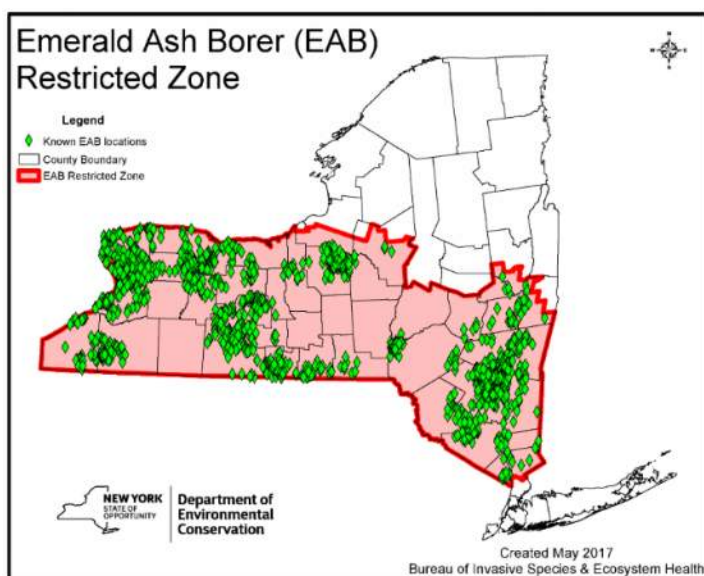 Emerald Ash Borer (EAB)
Restricted Zone
Legend
Known EAB locations
County Boundary
EAB Restricted Zone
NEW YORK
STATE OF
OPPORTUNITY
Department of
Environmental
Conservation
Created May 2017
Bureau of Invasive Species & Ecosystem Health